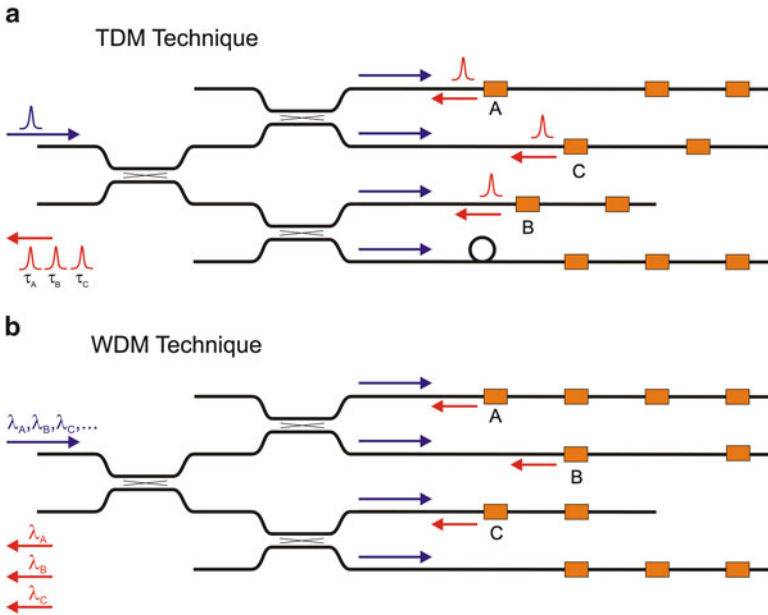 a
TDM Technique
A
C
B
τA τB τC
b
WDM Technique
λA,λB,λC,...
A
B
C
λA
λB
λC